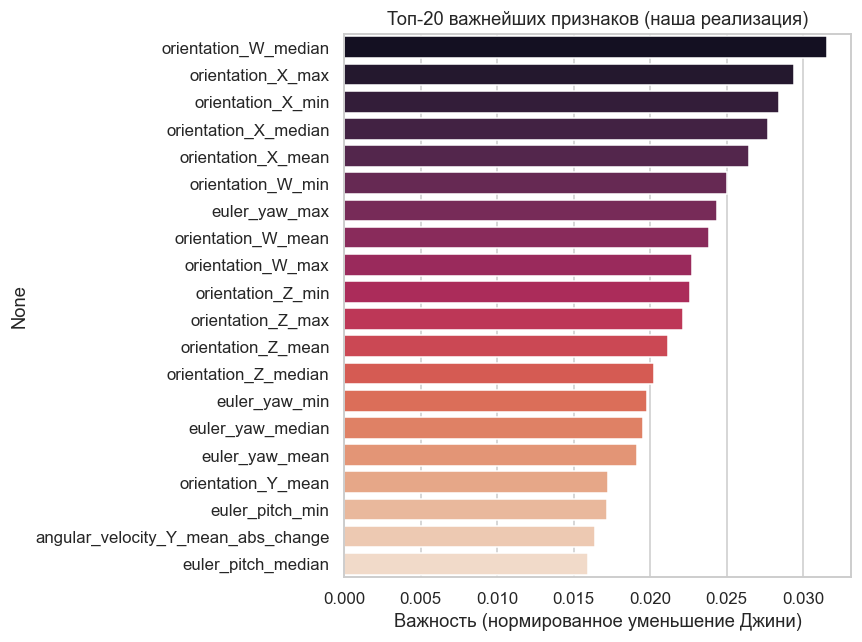 Топ-20 важнейших признаков (наша реализация)
None
orientation_W_median
orientation_X_max
orientation_X_min
orientation_X_median
orientation_X_mean
orientation_W_min
euler_yaw_max
orientation_W_mean
orientation_W_max
orientation_Z_min
orientation_Z_max
orientation_Z_mean
orientation_Z_median
euler_yaw_min
euler_yaw_median
euler_yaw_mean
orientation_Y_mean
euler_pitch_min
angular_velocity_Y_mean_abs_change
euler_pitch_median
0.000 0.005 0.010 0.015 0.020 0.025 0.030
Важность (нормированное уменьшение Джини)